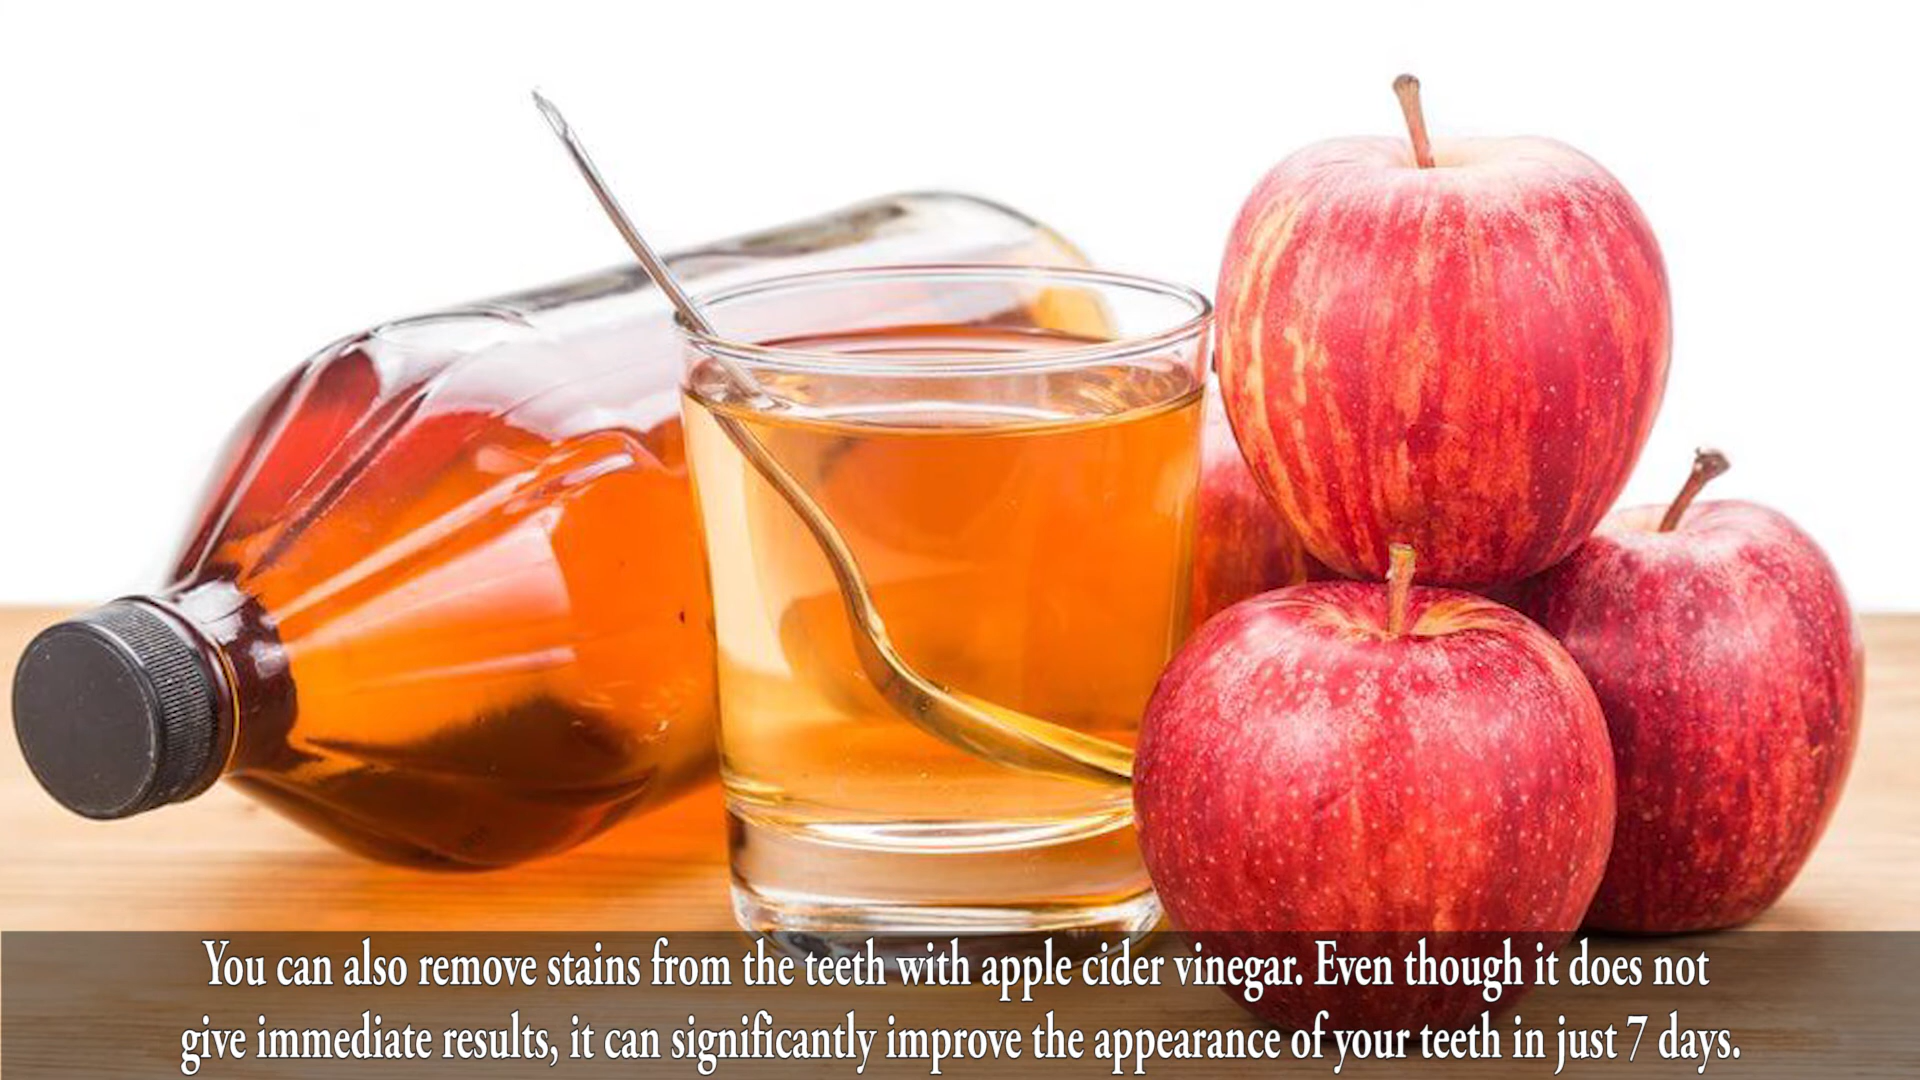 You can also remove stains from the teeth with apple cider vinegar. Even though it does not
give immediate results, it can significantly improve the appearance of your teeth in just 7 days.